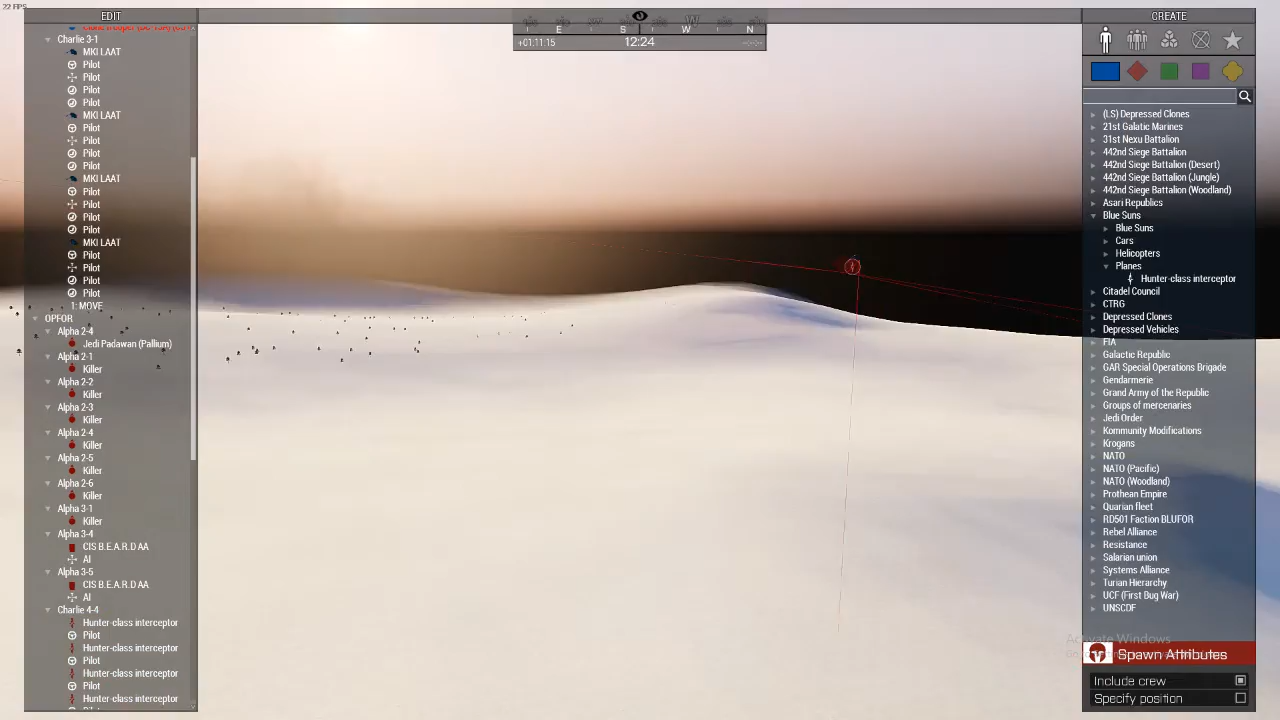 22 FPS
EDIT
Charlie 3-1
MKI LAAT
Pilot
Pilot
Pilot
Pilot
MKI LAAT
Pilot
Pilot
Pilot
Pilot
MKI LAAT
Pilot
Pilot
Pilot
Pilot
MKI LAAT
Pilot
Pilot
Pilot
Pilot
1: MOVE
OPFOR
Alpha 2-4
Jedi Padawan (Pallium)
Alpha 2-1
Killer
Alpha 2-2
Killer
Alpha 2-3
Killer
Alpha 2-4
Killer
Alpha 2-5
Killer
Alpha 2-6
Killer
Alpha 3-1
Killer
Alpha 3-4
CIS B.E.A.R.D AA
AI
Alpha 3-5
CIS B.E.A.R.D AA
AI
Charlie 4-4
Hunter-class interceptor
Pilot
Hunter-class interceptor
Pilot
Hunter-class interceptor
Pilot
Hunter-class interceptor
E S W N
+01:11:15 12:24
CREATE
(LS) Depressed Clones
21st Galatic Marines
31st Nexu Battalion
442nd Siege Battalion
442nd Siege Battalion (Desert)
442nd Siege Battalion (Jungle)
442nd Siege Battalion (Woodland)
Asari Republics
Blue Suns
Blue Suns
Cars
Helicopters
Planes
Hunter-class interceptor
Citadel Council
CTRG
Depressed Clones
Depressed Vehicles
FIA
Galactic Republic
GAR Special Operations Brigade
Gendarmerie
Grand Army of the Republic
Groups of mercenaries
Jedi Order
Kommunity Modifications
Krogans
NATO
NATO (Pacific)
NATO (Woodland)
Prothean Empire
Quarian fleet
RD501 Faction BLUFOR
Rebel Alliance
Resistance
Salarian union
Systems Alliance
Turian Hierarchy
UCF (First Bug War)
UNSCDF
Activate Windows
Spawn Attributes
Include crew
Specify position